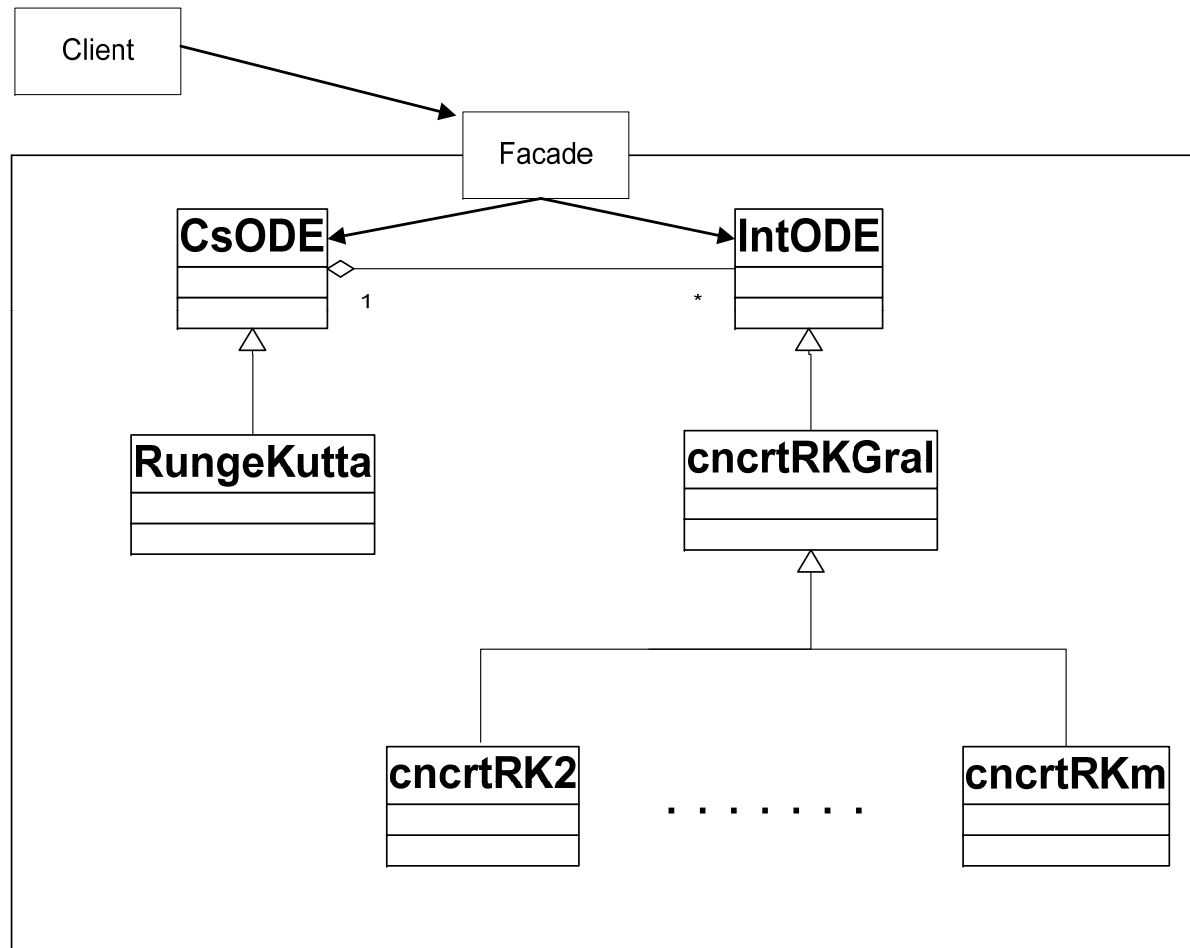 Client
Facade
CsODE
IntODE
1
*
RungeKutta
cncrtRKGral
cncrtRK2
. . . . . . .
cncrtRKm